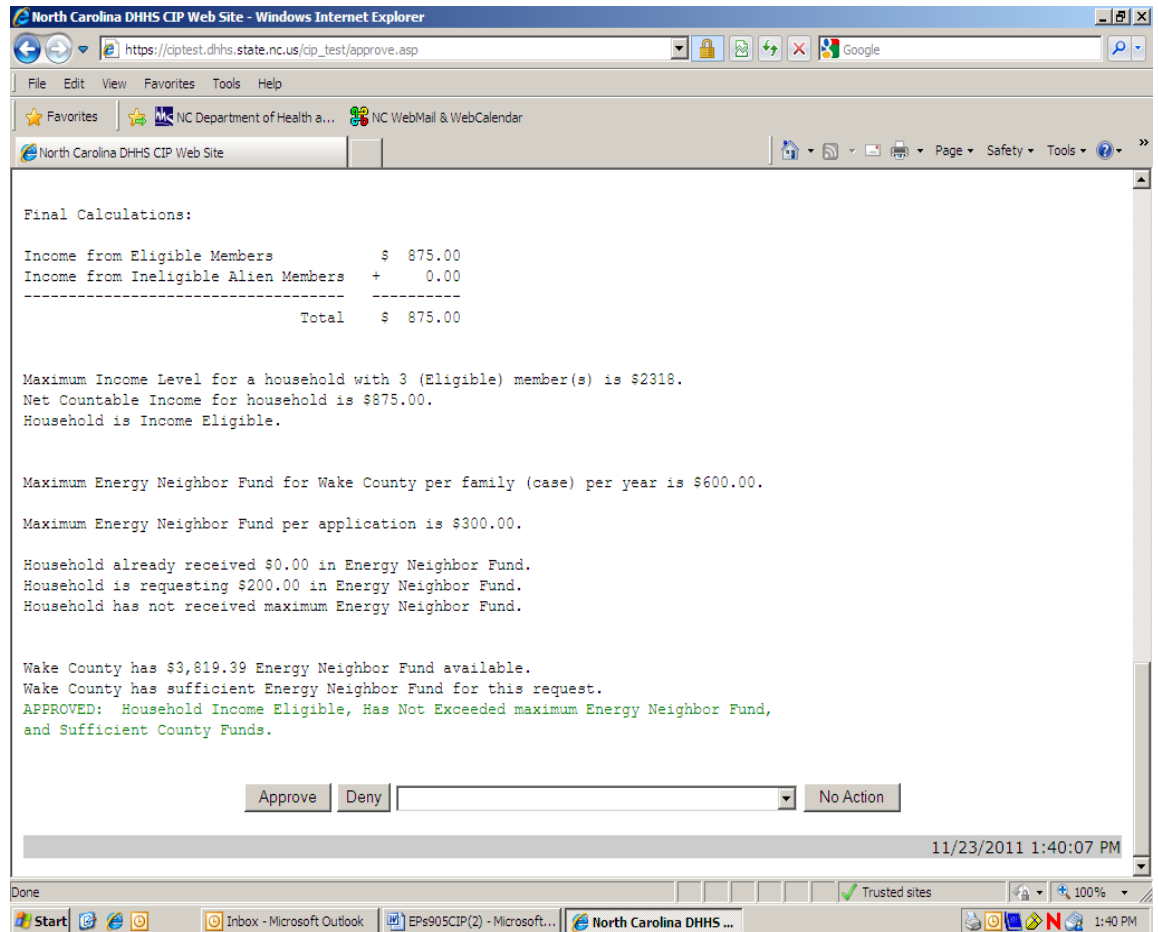 North Carolina DHHS CIP Web Site - Windows Internet Explorer
https://ciptest.dhhs.state.nc.us/cip_test/approve.asp
Google
File Edit View Favorites Tools Help
Favorites NC Department of Health a... NC WebMail & WebCalendar
North Carolina DHHS CIP Web Site
Page Safety Tools »
Final Calculations:
Income from Eligible Members $ 875.00
Income from Ineligible Alien Members + 0.00
------------------------------------ ----------
Total $ 875.00
Maximum Income Level for a household with 3 (Eligible) member(s) is $2318.
Net Countable Income for household is $875.00.
Household is Income Eligible.
Maximum Energy Neighbor Fund for Wake County per family (case) per year is $600.00.
Maximum Energy Neighbor Fund per application is $300.00.
Household already received $0.00 in Energy Neighbor Fund.
Household is requesting $200.00 in Energy Neighbor Fund.
Household has not received maximum Energy Neighbor Fund.
Wake County has $3,819.39 Energy Neighbor Fund available.
Wake County has sufficient Energy Neighbor Fund for this request.
APPROVED: Household Income Eligible, Has Not Exceeded maximum Energy Neighbor Fund,
and Sufficient County Funds.
Approve Deny No Action
11/23/2011 1:40:07 PM
Done Trusted sites 100%
Start Inbox - Microsoft Outlook EPs905CIP(2) - Microsoft... North Carolina DHHS ... 1:40 PM